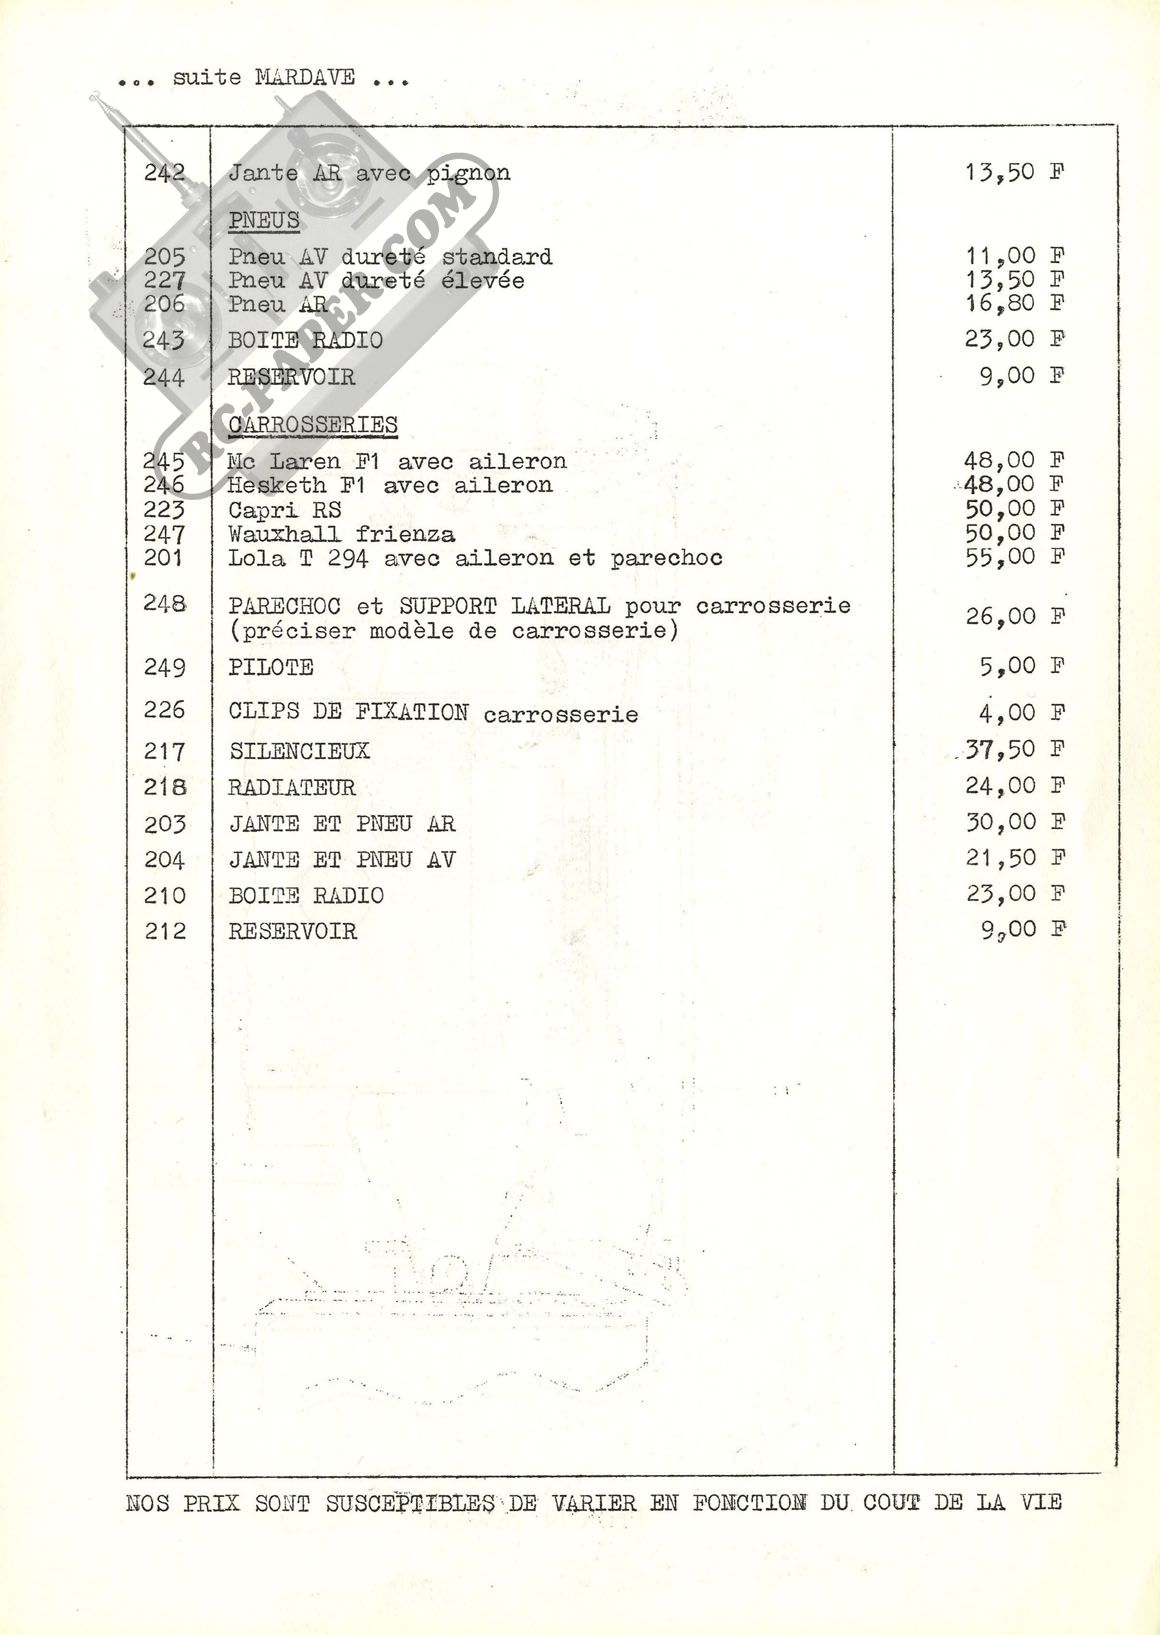 ... suite MARDAVE ...
242 Jante AR avec pignon 13,50 F
PNEUS
205 Pneu AV dureté standard 11,00 F
227 Pneu AV dureté élevée 13,50 F
206 Pneu AR 16,80 F
243 BOITE RADIO 23,00 F
244 RESERVOIR 9,00 F
CARROSSERIES
245 Mc Laren F1 avec aileron 48,00 F
246 Hesketh F1 avec aileron 48,00 F
223 Capri RS 50,00 F
247 Wauxhall frienza 50,00 F
201 Lola T 294 avec aileron et parechoc 55,00 F
248 PARECHOC et SUPPORT LATERAL pour carrosserie 26,00 F
(préciser modèle de carrosserie)
249 PILOTE 5,00 F
226 CLIPS DE FIXATION carrosserie 4,00 F
217 SILENCIEUX 37,50 F
218 RADIATEUR 24,00 F
203 JANTE ET PNEU AR 30,00 F
204 JANTE ET PNEU AV 21,50 F
210 BOITE RADIO 23,00 F
212 RESERVOIR 9,00 F
NOS PRIX SONT SUSCEPTIBLES DE VARIER EN FONCTION DU COUT DE LA VIE
RC-PAPER.COM